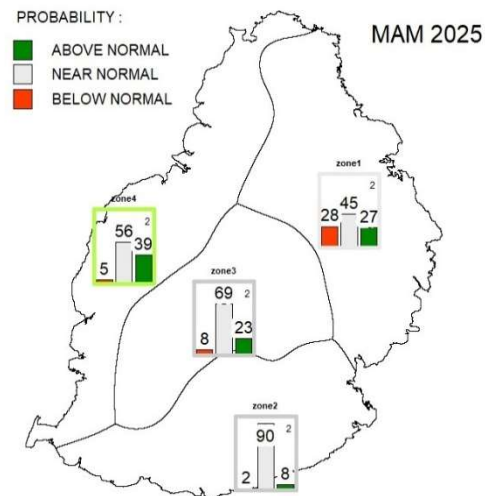 PROBABILITY :
MAM 2025
ABOVE NORMAL
NEAR NORMAL
BELOW NORMAL
zone1
2
28 45 27
zone4
2
5 56 39
zone3
2
8 69 23
zone2
2
2 90 8